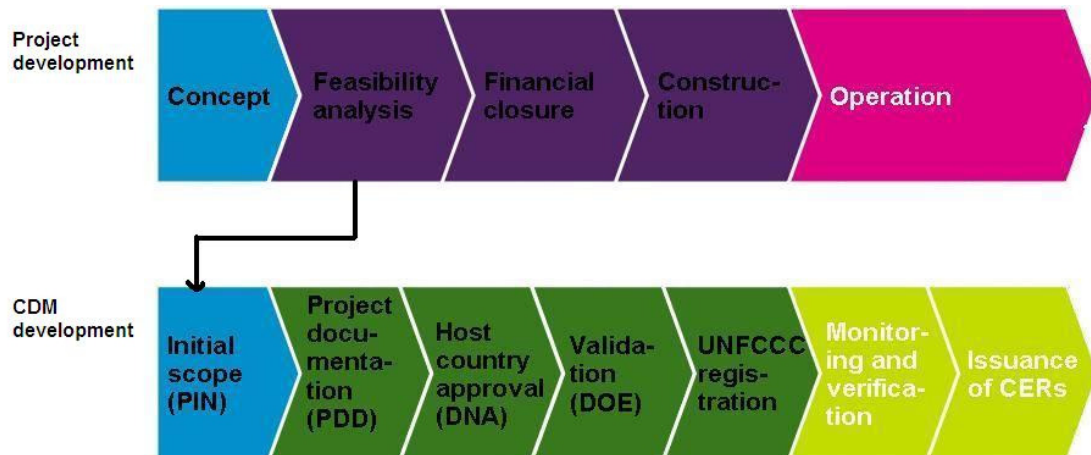 Project
development
Concept
Feasibility
analysis
Financial
closure
Construc-
tion
Operation
CDM
development
Initial
scope
(PIN)
Project
docu-
menta-
tion
(PDD)
Host
country
approval
(DNA)
Valida-
tion
(DOE)
UNFCCC
regis-
tration
Monitor-
ing and
verifica-
tion
Issuance
of CERs